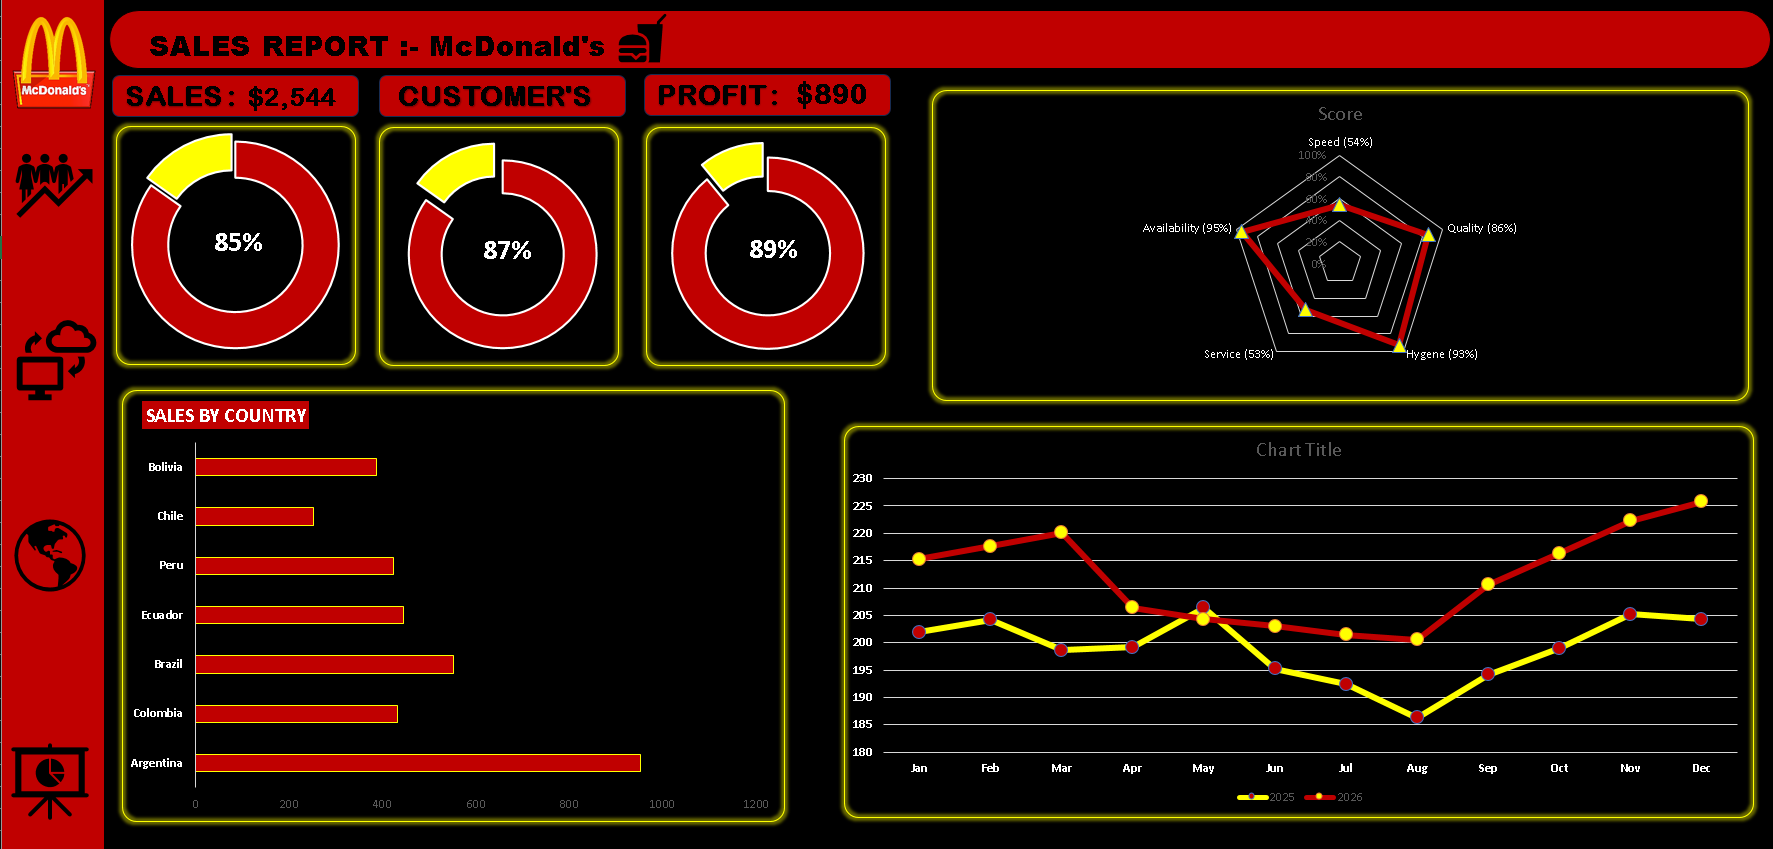 McDonald's
SALES REPORT :- McDonald's
SALES: $2,544
CUSTOMER'S
PROFIT: $890
85%
87%
89%
Score
Speed (54%)
Quality (86%)
Hygene (93%)
Service (53%)
Availability (95%)
100%
80%
60%
40%
20%
0%
SALES BY COUNTRY
Bolivia
Chile
Peru
Ecuador
Brazil
Colombia
Argentina
0 200 400 600 800 1000 1200
Chart Title
230
225
220
215
210
205
200
195
190
185
180
Jan Feb Mar Apr May Jun Jul Aug Sep Oct Nov Dec
2025 2026